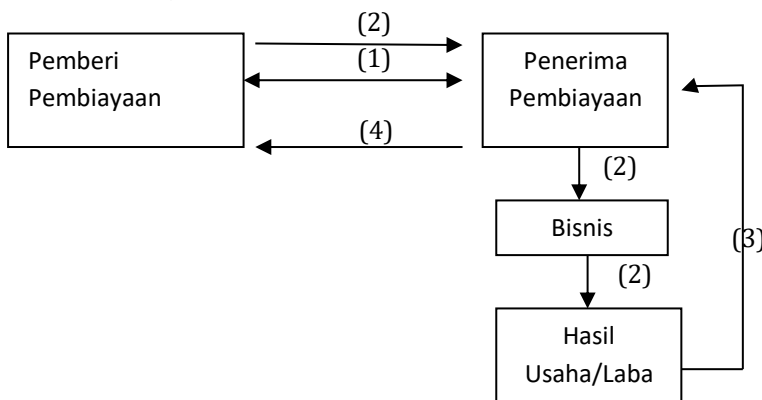 (2)
Pemberi
Pembiayaan
(1)
Penerima
Pembiayaan
(4)
(2)
Bisnis
(3)
(2)
Hasil
Usaha/Laba